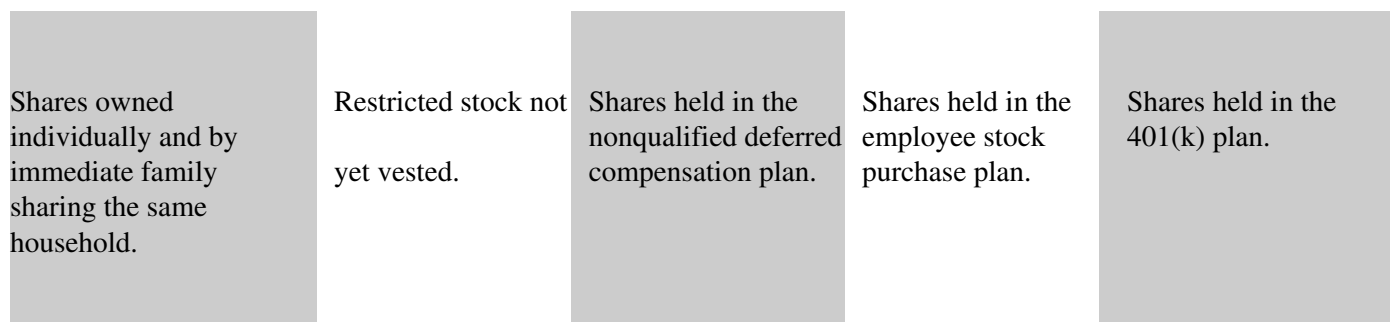 Shares owned
individually and by
immediate family
sharing the same
household.
Restricted stock not
yet vested.
Shares held in the
nonqualified deferred
compensation plan.
Shares held in the
employee stock
purchase plan.
Shares held in the
401(k) plan.